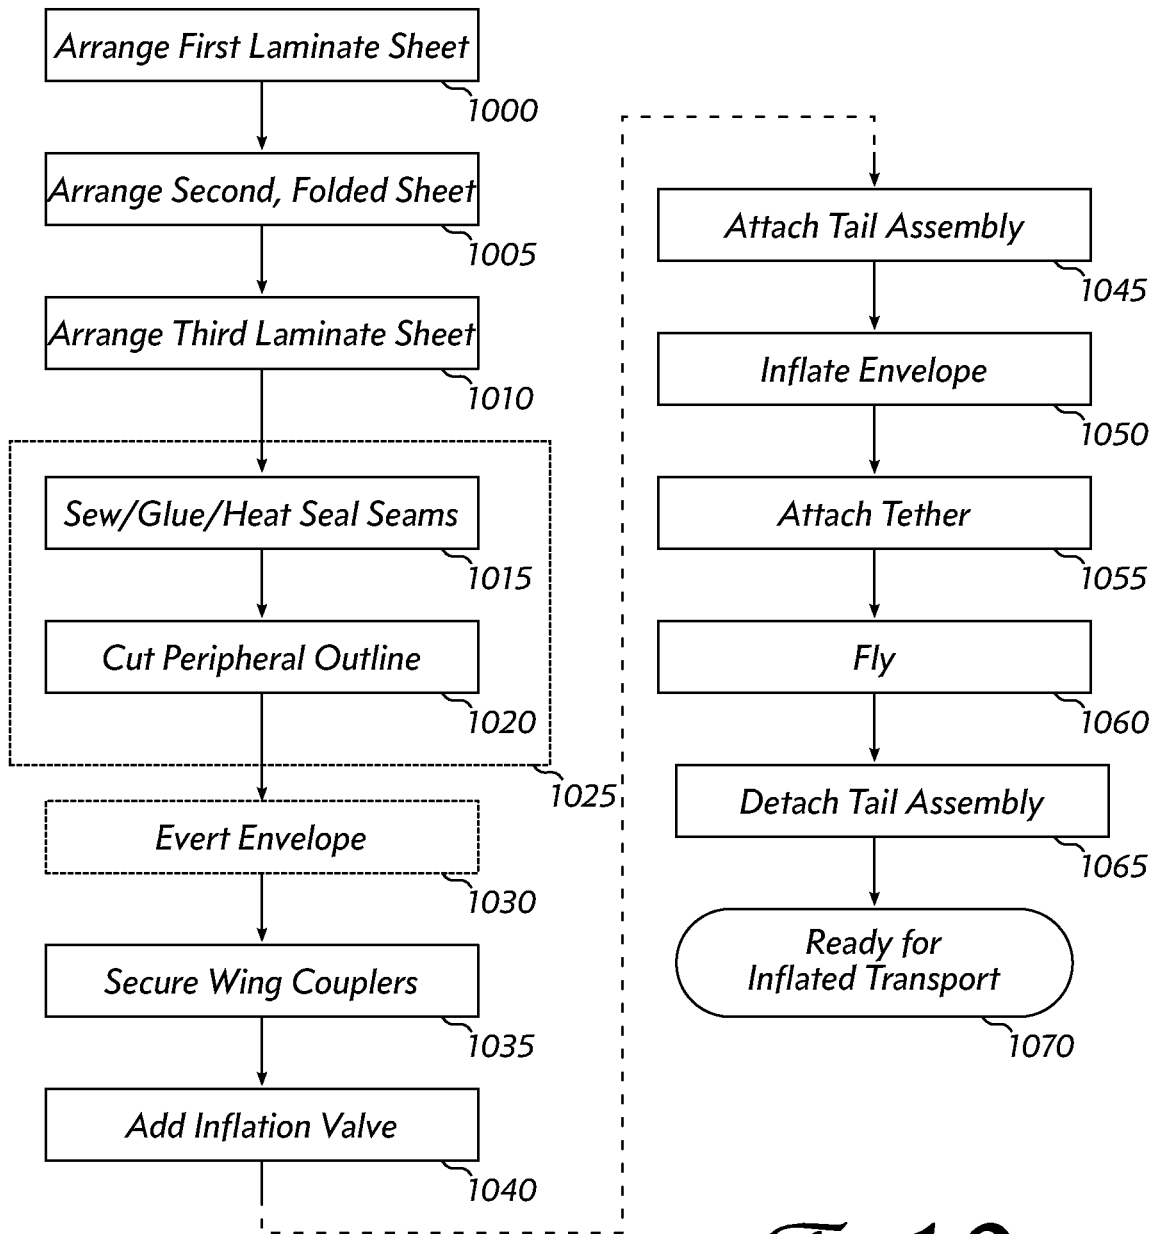 Arrange First Laminate Sheet
1000
Arrange Second, Folded Sheet
1005
Arrange Third Laminate Sheet
1010
Sew/Glue/Heat Seal Seams
1015
Cut Peripheral Outline
1020
1025
Evert Envelope
1030
Secure Wing Couplers
1035
Add Inflation Valve
1040
Attach Tail Assembly
1045
Inflate Envelope
1050
Attach Tether
1055
Fly
1060
Detach Tail Assembly
1065
Ready for
Inflated Transport
1070